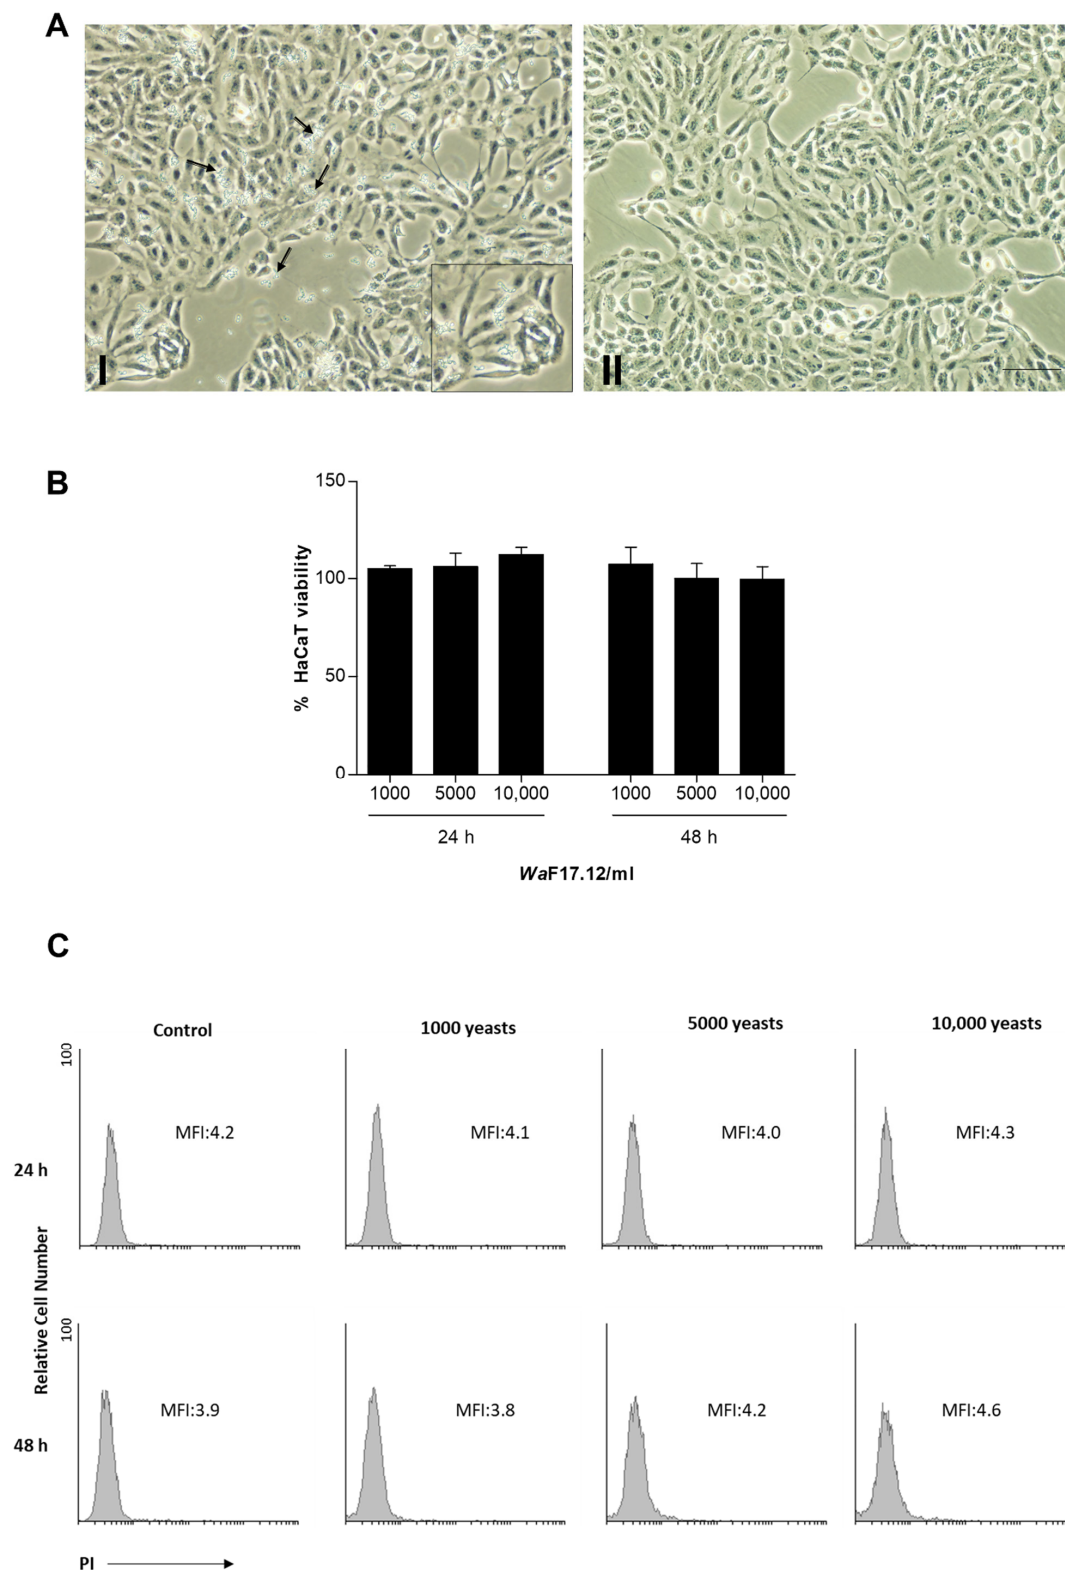 A
I
II
B
150
100
50
0
% HaCaT viability
1000 5000 10,000 1000 5000 10,000
24 h 48 h
WaF17.12/ml
C
Control 1000 yeasts 5000 yeasts 10,000 yeasts
100
24 h
MFI:4.2 MFI:4.1 MFI:4.0 MFI:4.3
Relative Cell Number
100
48 h
MFI:3.9 MFI:3.8 MFI:4.2 MFI:4.6
PI